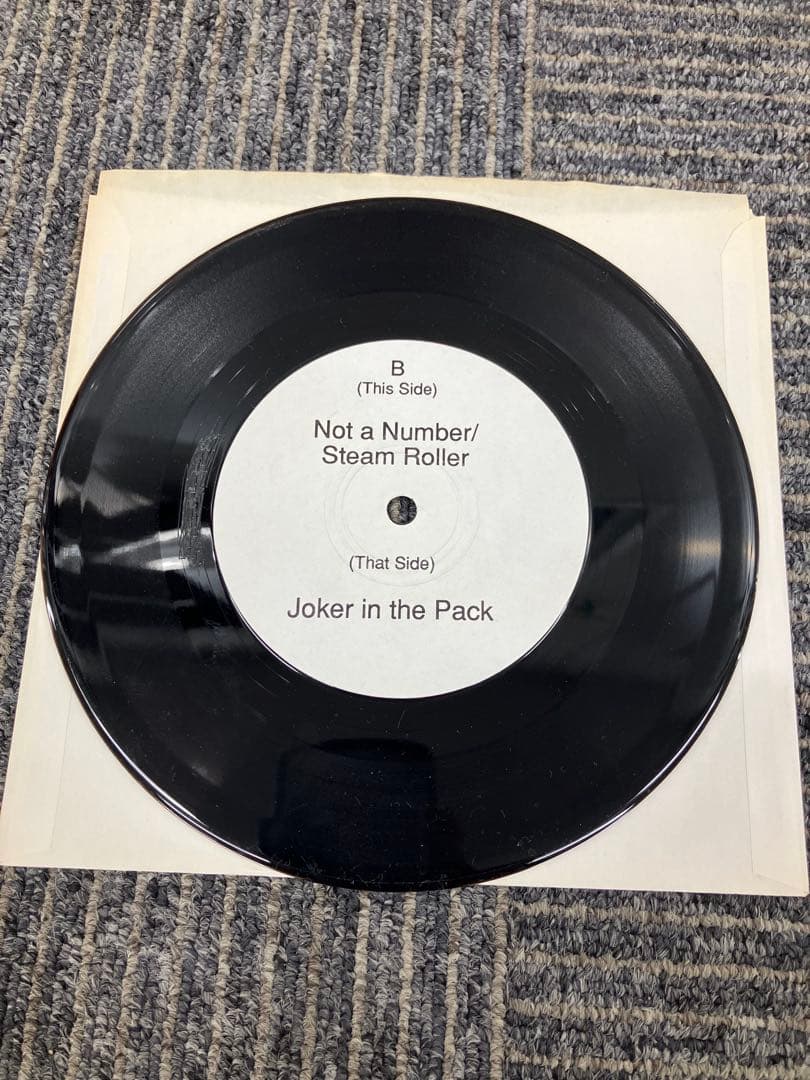 B
(This Side)
Not a Number/
Steam Roller
(That Side)
Joker in the Pack